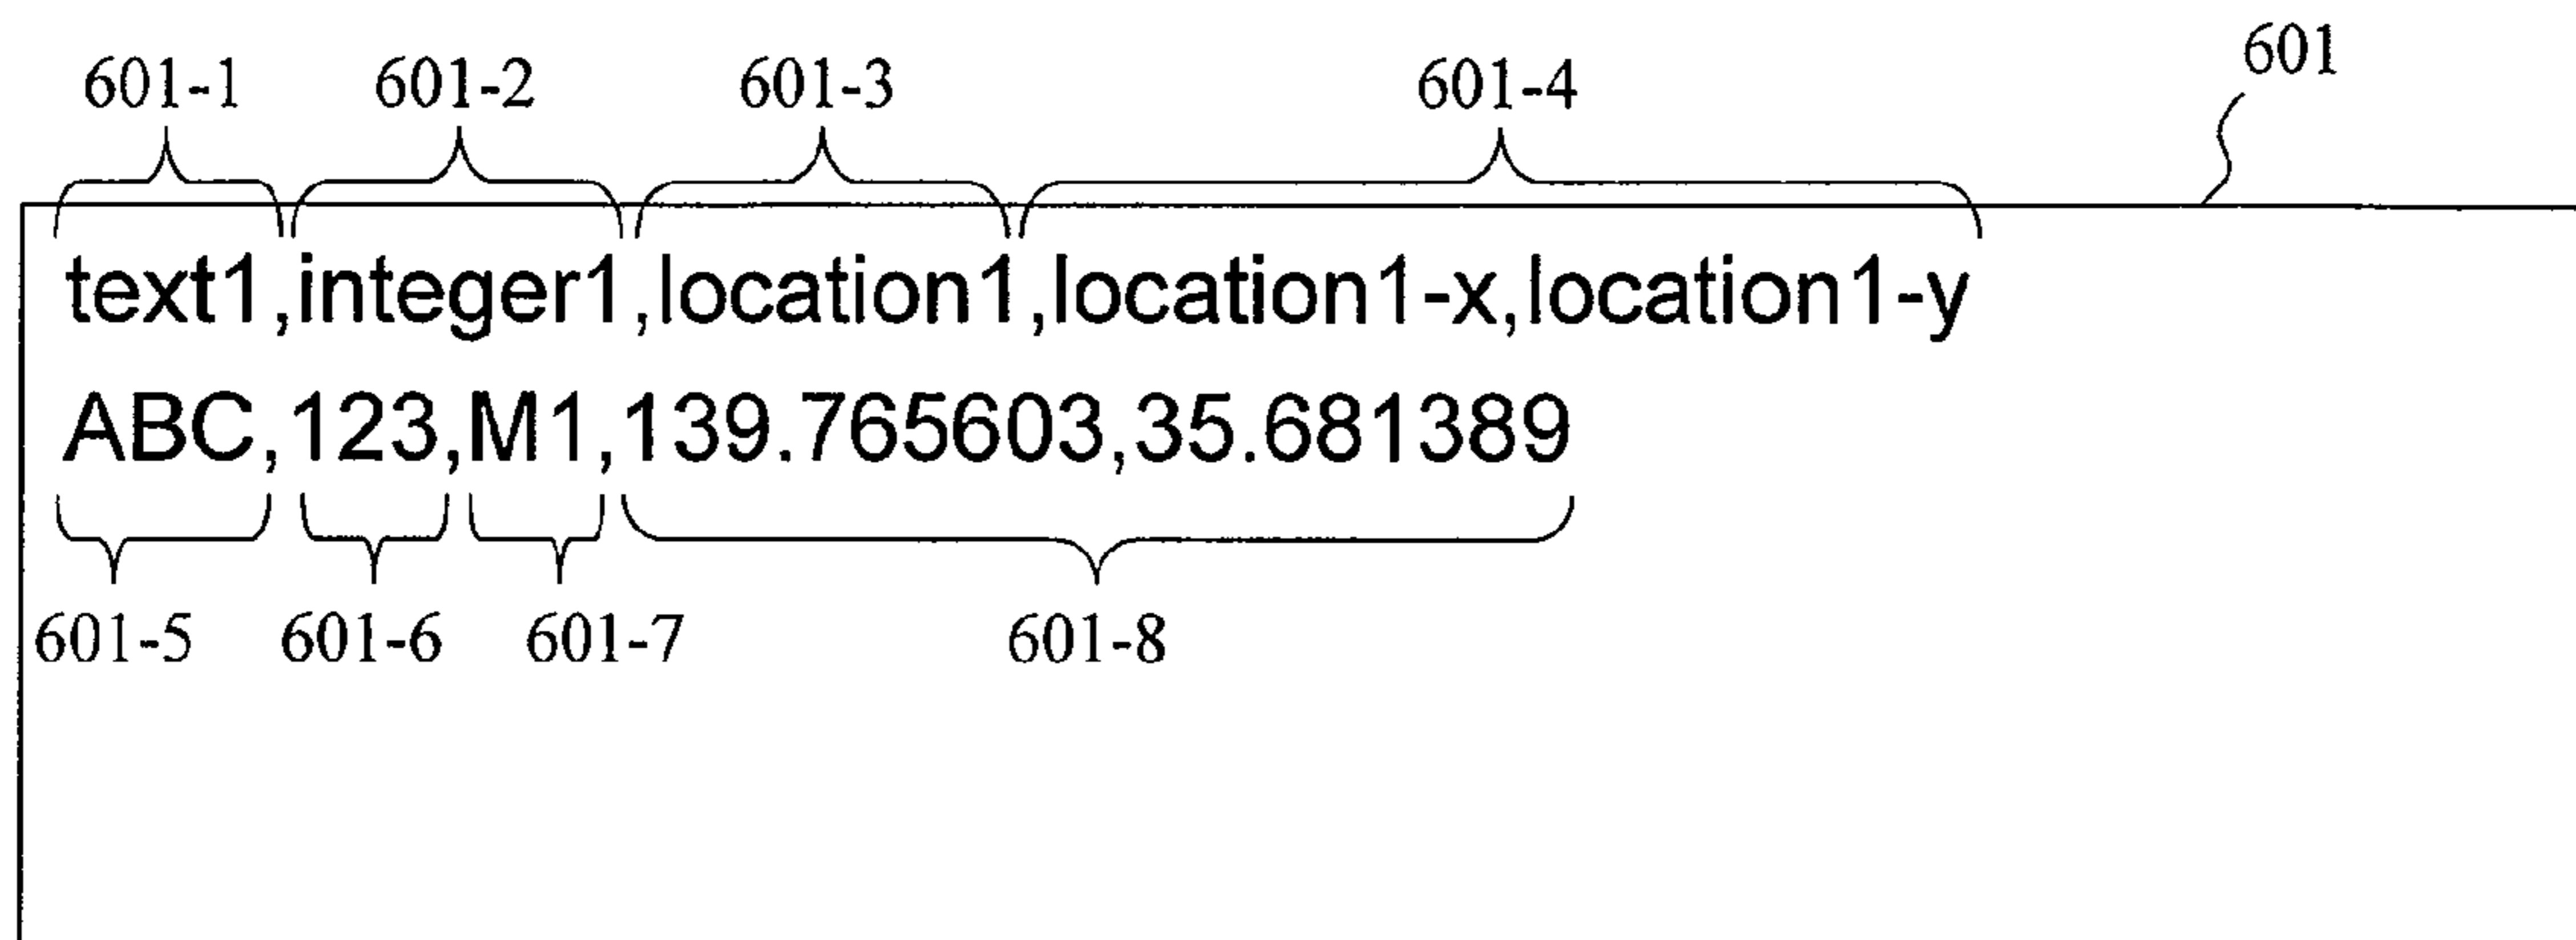 601
601-1 601-2 601-3 601-4
text1,integer1,location1,location1-x,location1-y
ABC,123,M1,139.765603,35.681389
601-5 601-6 601-7 601-8